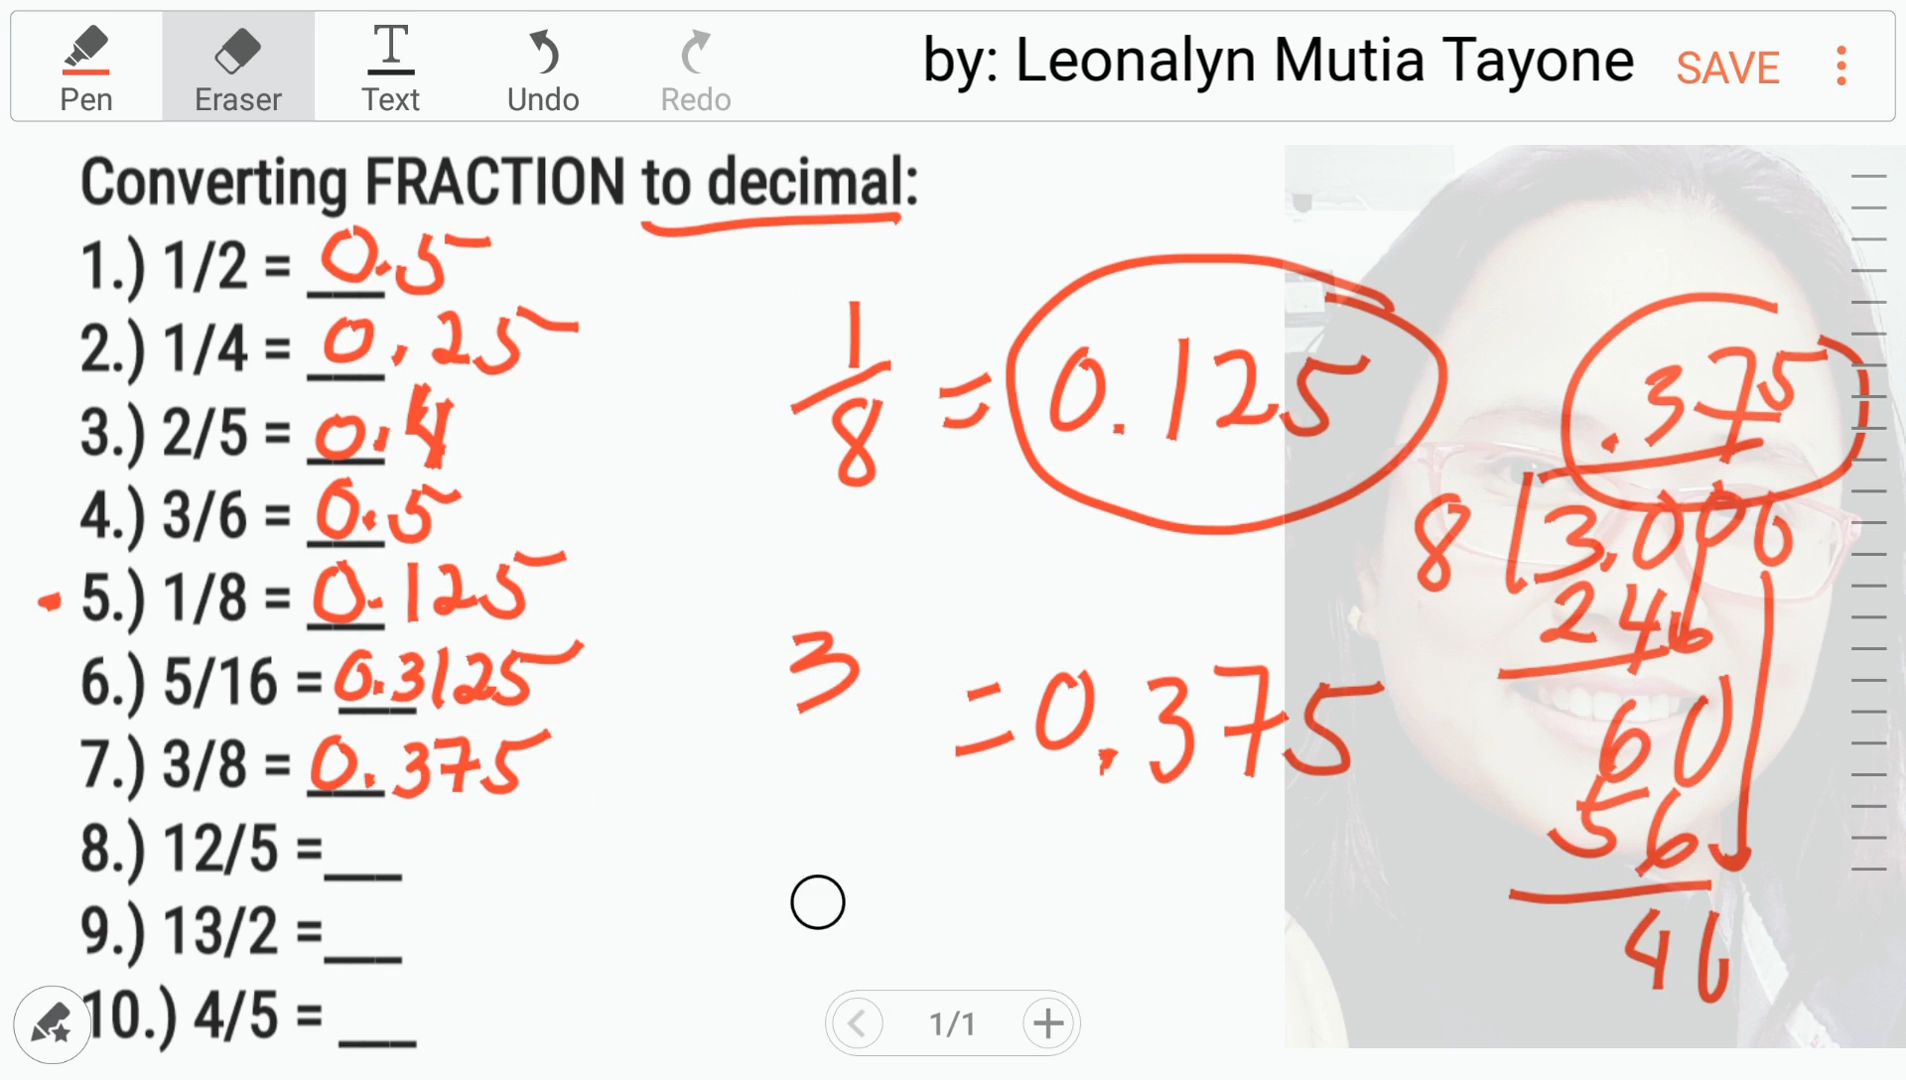 Pen Eraser Text Undo Redo by: Leonalyn Mutia Tayone SAVE
Converting FRACTION to decimal:
1.) 1/2 = 0.5
2.) 1/4 = 0.25
3.) 2/5 = 0.4
4.) 3/6 = 0.5
5.) 1/8 = 0.125
6.) 5/16 = 0.3125
7.) 3/8 = 0.375
8.) 12/5 = ___
9.) 13/2 = ___
10.) 4/5 = ___
1/8 = 0.125
3 = 0.375
.375
8 3.000
24
60
56
40
1/1